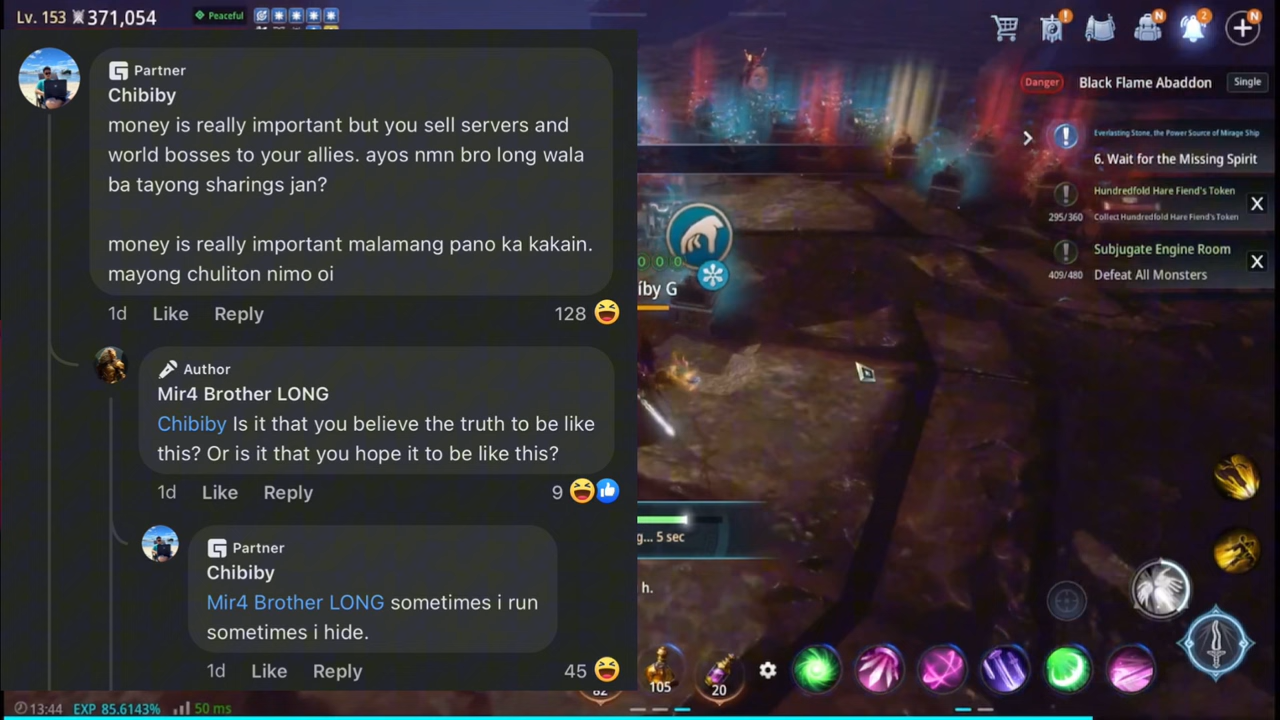 Lv. 153 371,054
Peaceful
Partner
Chibiby
money is really important but you sell servers and
world bosses to your allies. ayos nmn bro long wala
ba tayong sharings jan?
money is really important malamang pano ka kakain.
mayong chuliton nimo oi
1d Like Reply 128
Author
Mir4 Brother LONG
Chibiby Is it that you believe the truth to be like
this? Or is it that you hope it to be like this?
1d Like Reply 9
Partner
Chibiby
Mir4 Brother LONG sometimes i run
sometimes i hide.
1d Like Reply 45
N
2
N
Danger Black Flame Abaddon Single
Everlasting Stone, the Power Source of Mirage Ship
6. Wait for the Missing Spirit
Hundredfold Hare Fiend's Token
295/360 Collect Hundredfold Hare Fiend's Token
X
Subjugate Engine Room
409/480 Defeat All Monsters
X
000
iby G
g... 5 sec
h.
82
105
20
13:44 EXP 85.6143% 50 ms